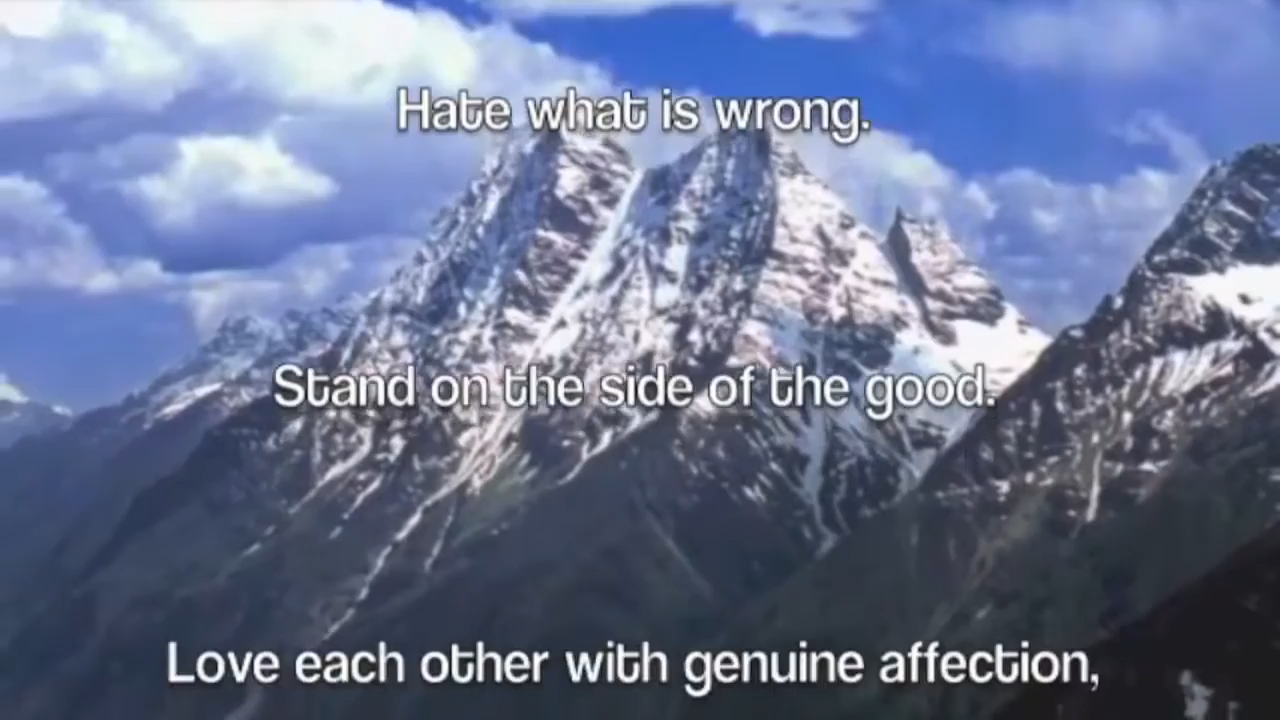 Hate what is wrong.
Stand on the side of the good.
Love each other with genuine affection,